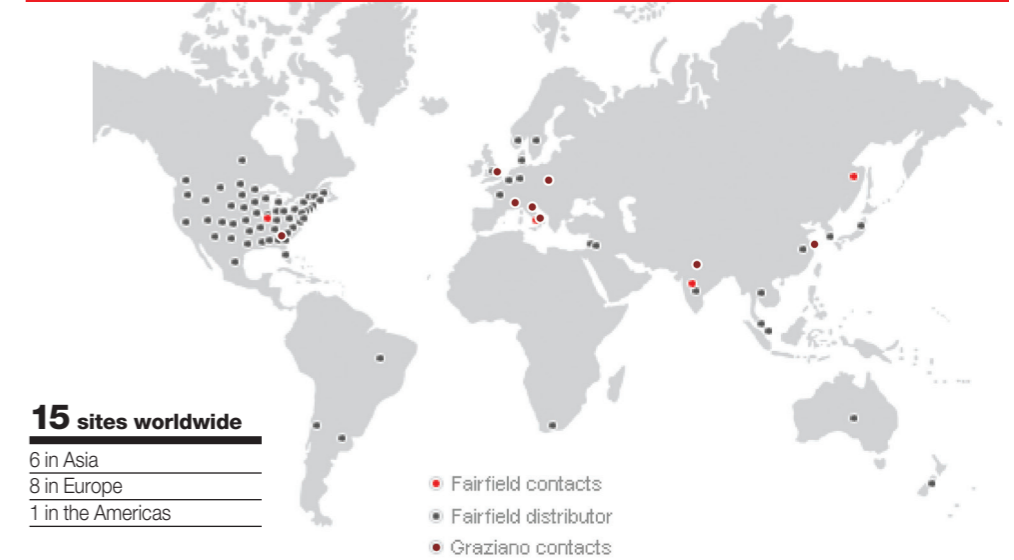 15 sites worldwide
6 in Asia
8 in Europe
1 in the Americas
Fairfield contacts
Fairfield distributor
Graziano contacts